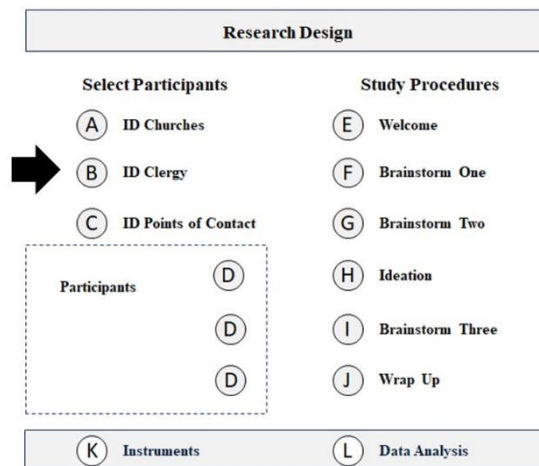 Research Design
Select Participants
A ID Churches
B ID Clergy
C ID Points of Contact
Participants
D
D
D
Study Procedures
E Welcome
F Brainstorm One
G Brainstorm Two
H Ideation
I Brainstorm Three
J Wrap Up
K Instruments
L Data Analysis